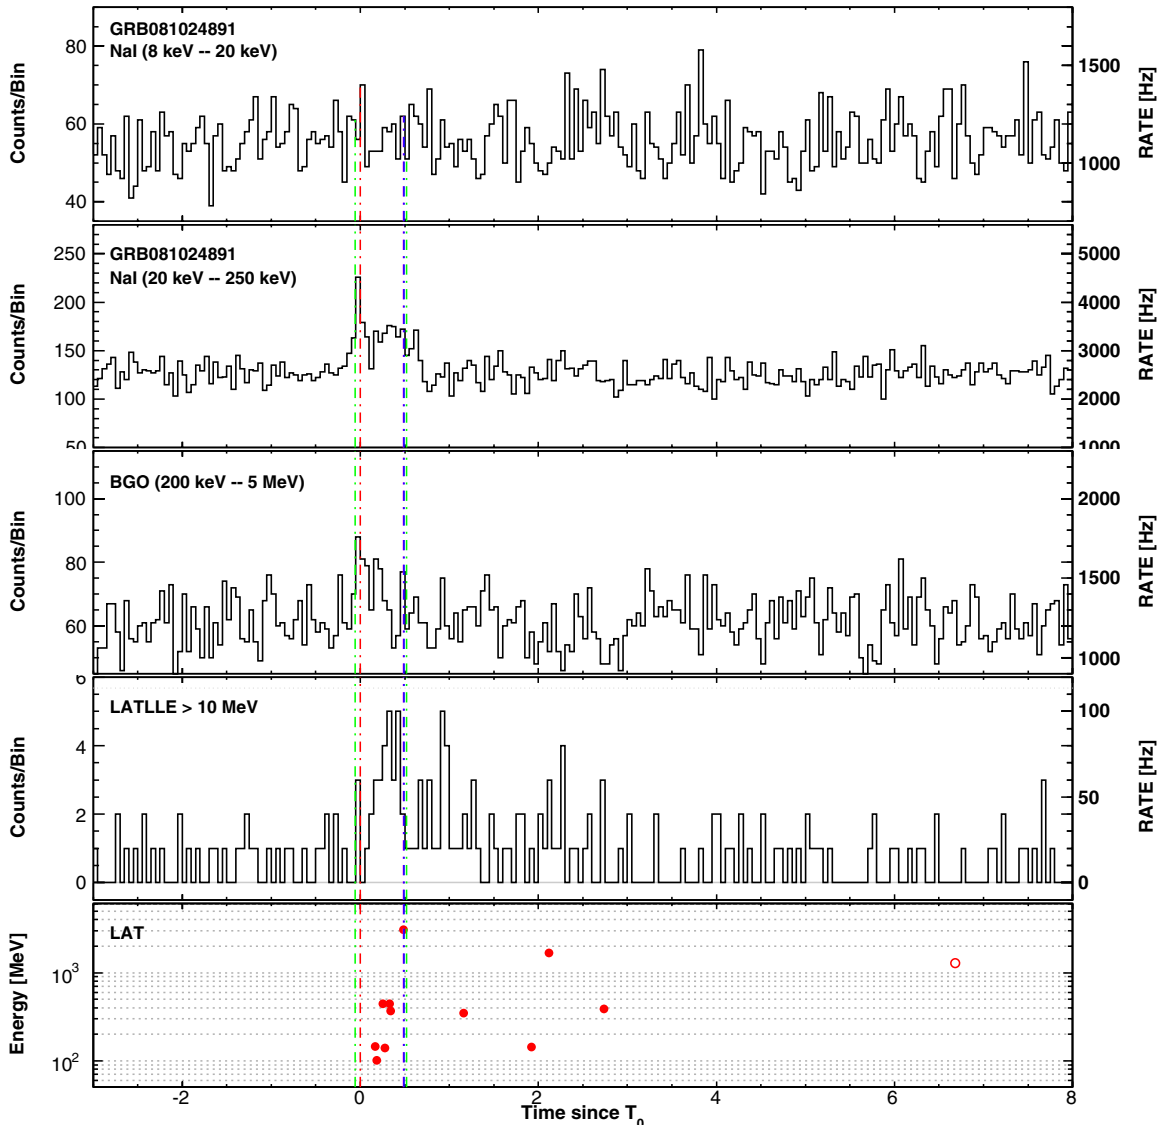 GRB081024891
NaI (8 keV -- 20 keV)
Counts/Bin
RATE [Hz]
80
60
40
1500
1000
GRB081024891
NaI (20 keV -- 250 keV)
Counts/Bin
RATE [Hz]
250
200
150
100
50
5000
4000
3000
2000
1000
BGO (200 keV -- 5 MeV)
Counts/Bin
RATE [Hz]
100
80
60
2000
1500
1000
LATLLE > 10 MeV
Counts/Bin
RATE [Hz]
6
4
2
0
100
50
0
LAT
Energy [MeV]
10³
10²
-2 0 2 4 6 8
Time since T₀